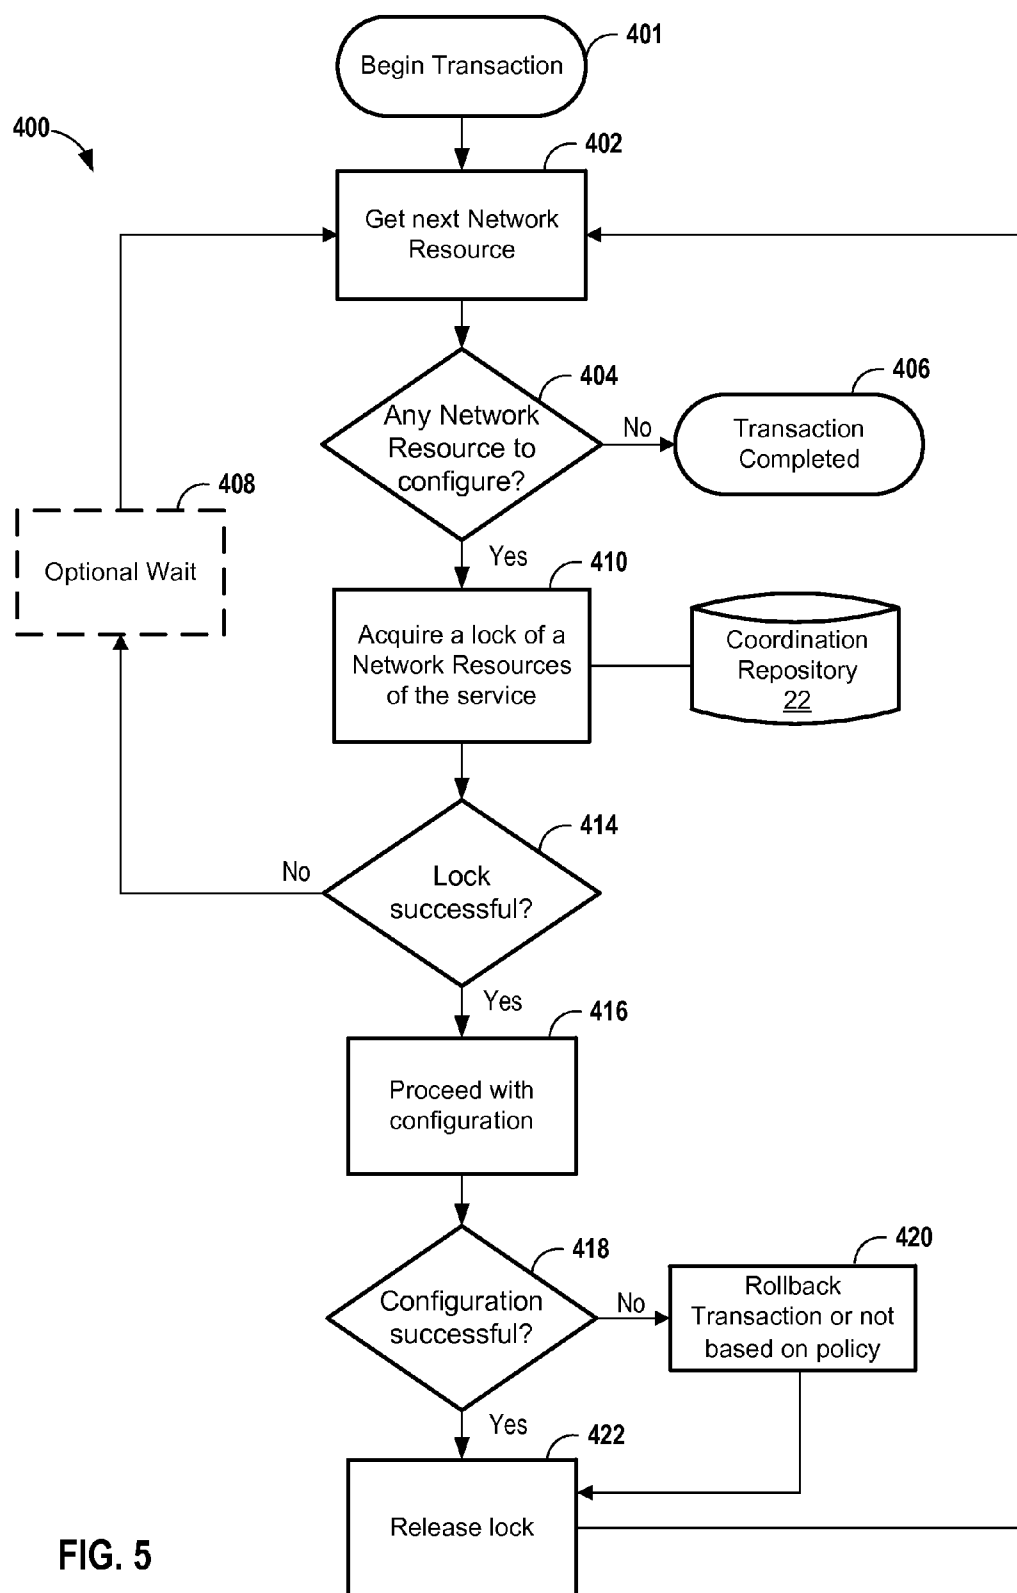 401
Begin Transaction
400
402
Get next Network
Resource
404
406
Any Network
Resource to
configure?
No
Transaction
Completed
408
Optional Wait
Yes
410
Acquire a lock of a
Network Resources
of the service
Coordination
Repository
22
414
No
Lock
successful?
Yes
416
Proceed with
configuration
418
420
Configuration
successful?
No
Rollback
Transaction or not
based on policy
Yes
422
Release lock
FIG. 5